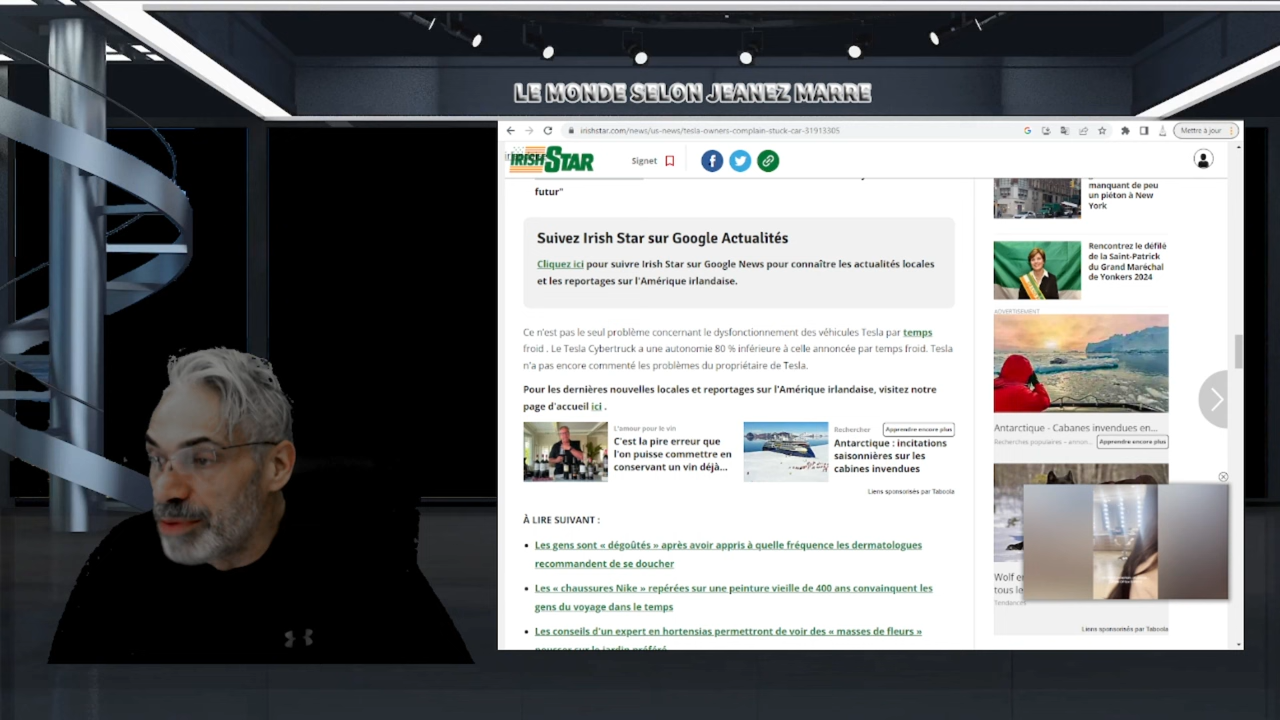 LE MONDE SELON JEANEZ MARRE
irishstar.com/news/us-news/tesla-owners-complain-stuck-car-31913305
Mettre à jour
IRISH STAR
Signet
futur"
Suivez Irish Star sur Google Actualités
Cliquez ici pour suivre Irish Star sur Google News pour connaître les actualités locales
et les reportages sur l'Amérique irlandaise.
Ce n'est pas le seul problème concernant le dysfonctionnement des véhicules Tesla par temps
froid . Le Tesla Cybertruck a une autonomie 80 % inférieure à celle annoncée par temps froid. Tesla
n'a pas encore commenté les problèmes du propriétaire de Tesla.
Pour les dernières nouvelles locales et reportages sur l'Amérique irlandaise, visitez notre
page d'accueil ici .
L'amour pour le vin
C'est la pire erreur que
l'on puisse commettre en
conservant un vin déjà...
Rechercher
Apprendre encore plus
Antarctique : incitations
saisonnières sur les
cabines invendues
Liens sponsorisés par Taboola
À LIRE SUIVANT :
• Les gens sont « dégoûtés » après avoir appris à quelle fréquence les dermatologues
recommandent de se doucher
• Les « chaussures Nike » repérées sur une peinture vieille de 400 ans convainquent les
gens du voyage dans le temps
• Les conseils d'un expert en hortensias permettront de voir des « masses de fleurs »
manquant de peu
un piéton à New
York
Rencontrez le défilé
de la Saint-Patrick
du Grand Maréchal
de Yonkers 2024
ADVERTISEMENT
Antarctique - Cabanes invendues en...
Recherches populaires - annon...
Apprendre encore plus
Wolf
tous le
Tendances
Liens sponsorisés par Taboola